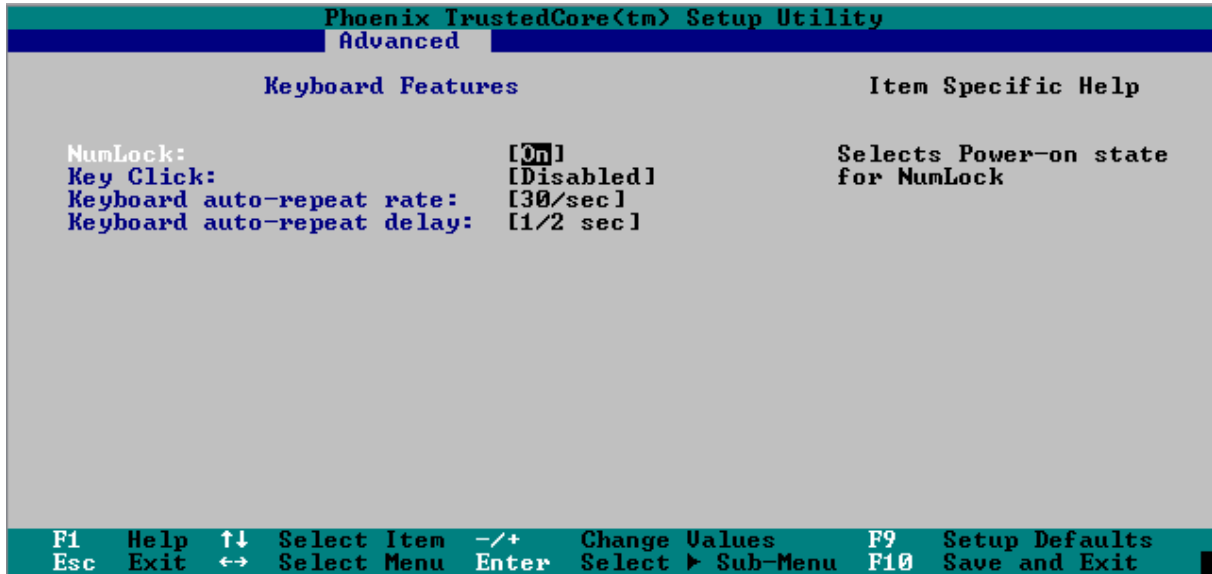 Phoenix TrustedCore(tm) Setup Utility
Advanced
Keyboard Features
Item Specific Help
NumLock: [On]
Key Click: [Disabled]
Keyboard auto-repeat rate: [30/sec]
Keyboard auto-repeat delay: [1/2 sec]
Selects Power-on state
for NumLock
F1 Help ↑↓ Select Item -/+ Change Values F9 Setup Defaults
Esc Exit ↔ Select Menu Enter Select ▶ Sub-Menu F10 Save and Exit